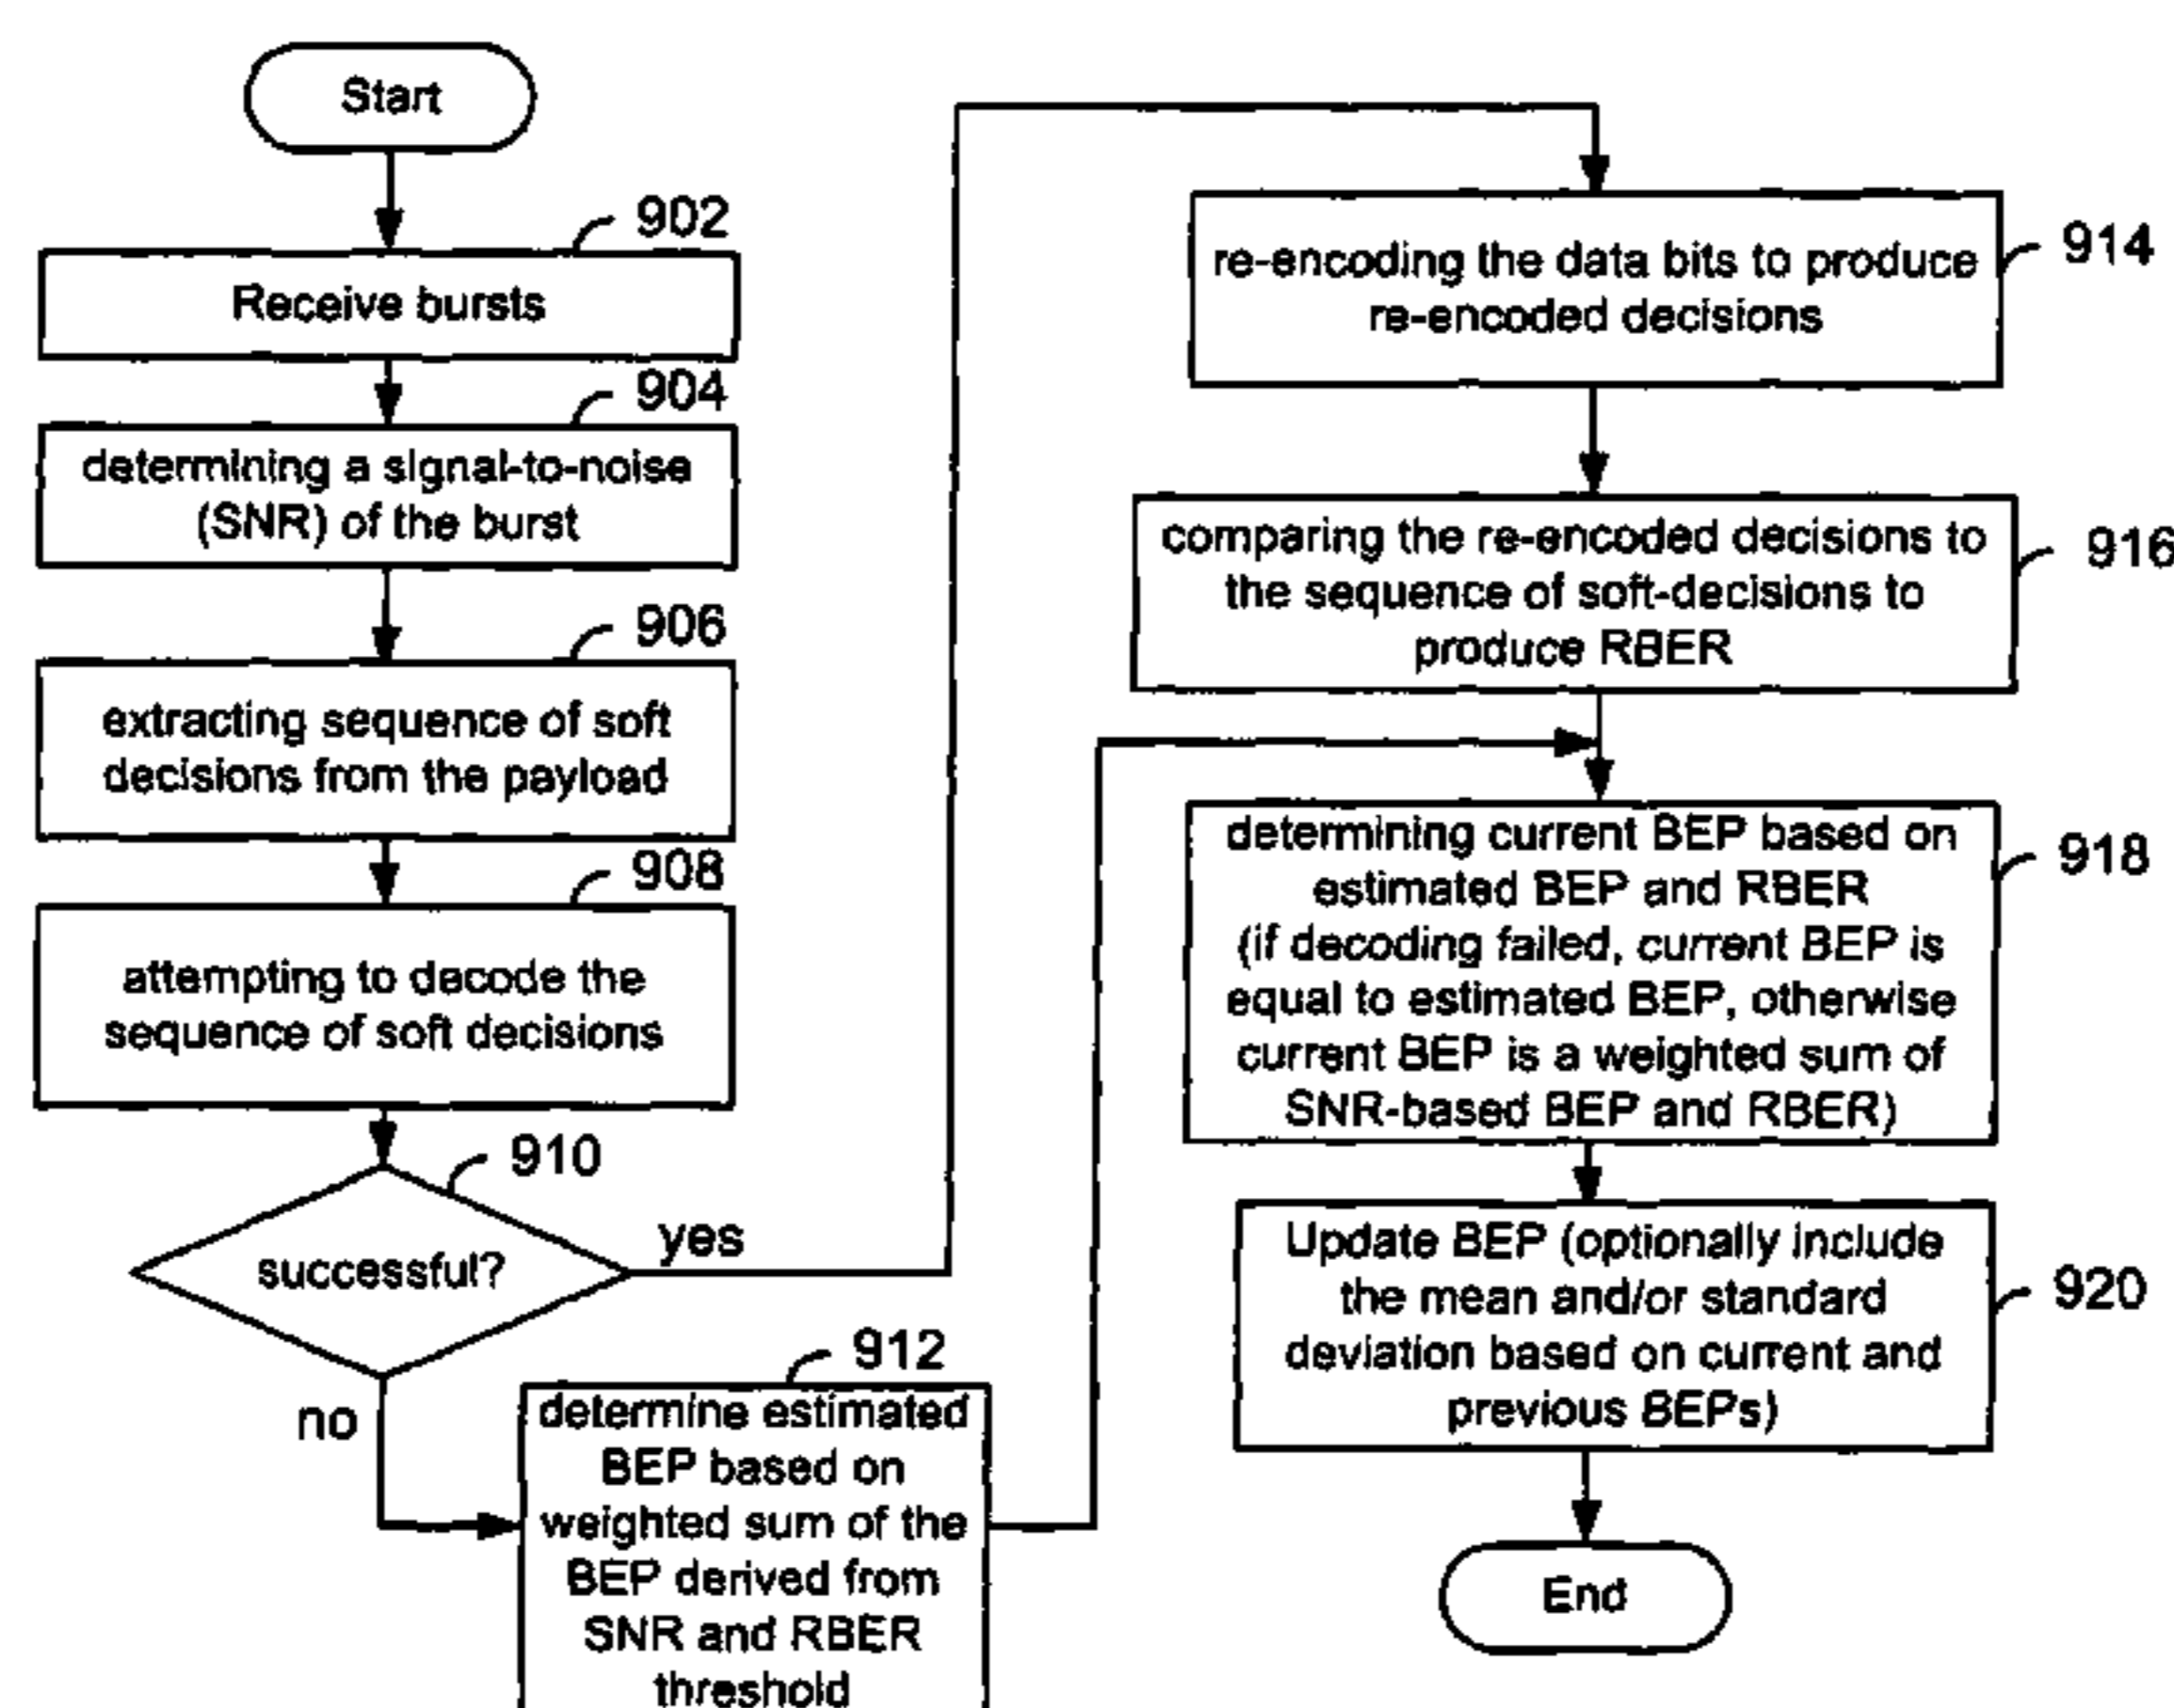 Start
902
Receive bursts
904
determining a signal-to-noise
(SNR) of the burst
906
extracting sequence of soft
decisions from the payload
908
attempting to decode the
sequence of soft decisions
910
successful?
yes
no
912
determine estimated
BEP based on
weighted sum of the
BEP derived from
SNR and RBER
threshold
914
re-encoding the data bits to produce
re-encoded decisions
916
comparing the re-encoded decisions to
the sequence of soft-decisions to
produce RBER
918
determining current BEP based on
estimated BEP and RBER
(if decoding failed, current BEP is
equal to estimated BEP, otherwise
current BEP is a weighted sum of
SNR-based BEP and RBER)
920
Update BEP (optionally include
the mean and/or standard
deviation based on current and
previous BEPs)
End